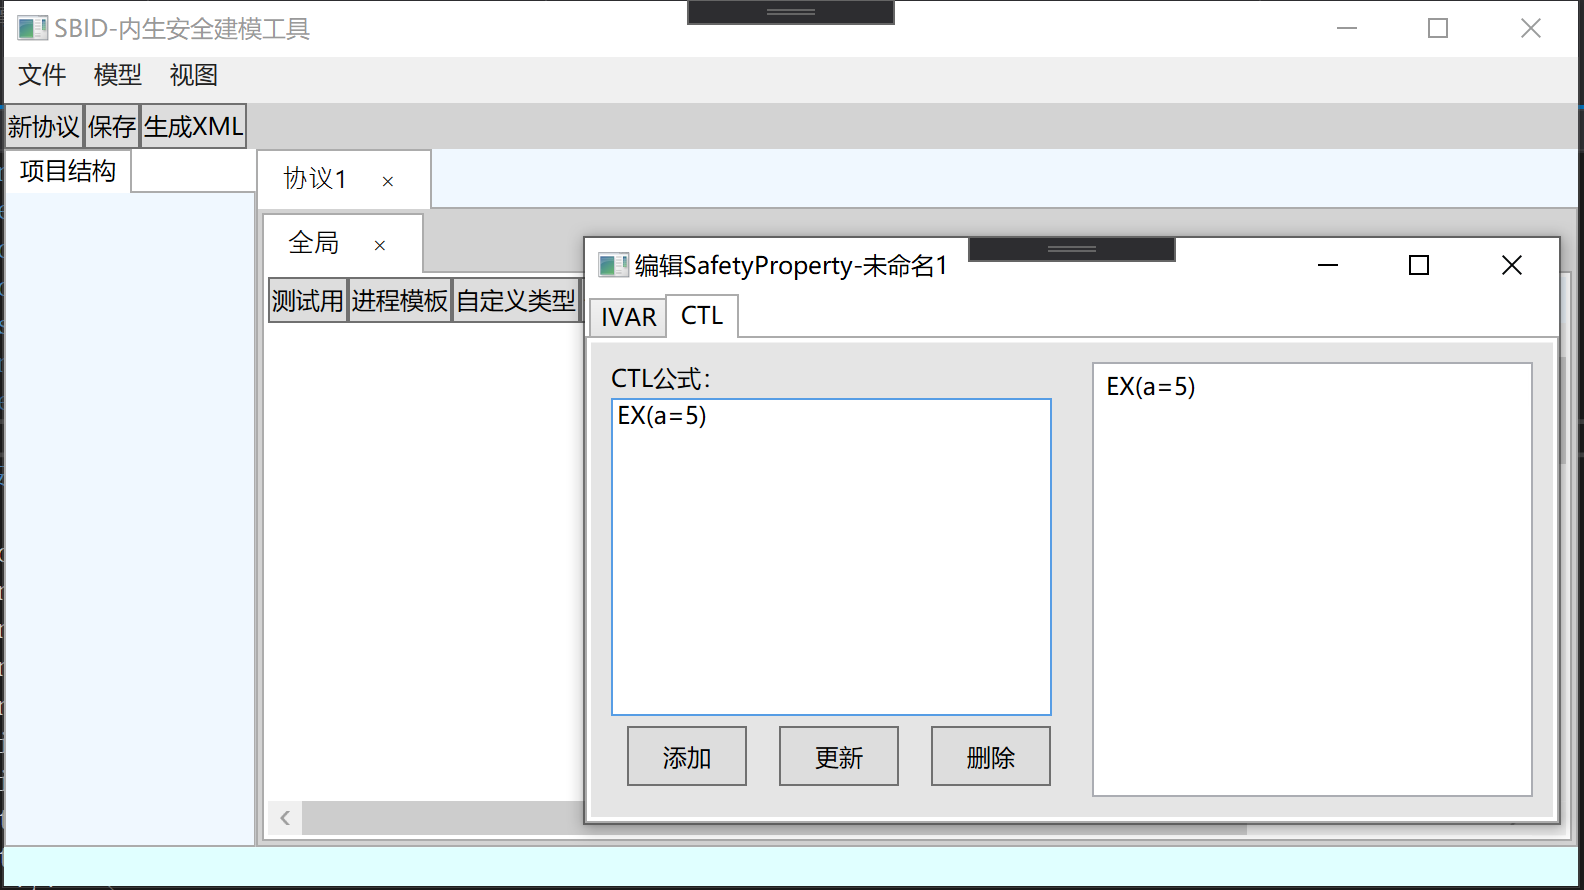 SBID-内生安全建模工具
文件 模型 视图
新协议 保存 生成XML
项目结构
协议1 ×
全局 ×
测试用 进程模板 自定义类型
编辑SafetyProperty-未命名1
IVAR CTL
CTL公式：
EX(a=5)
EX(a=5)
添加 更新 删除